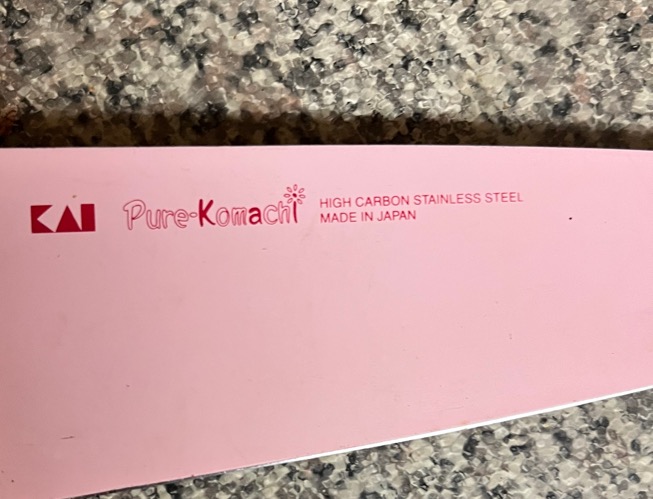 KAI Pure-Komachi
HIGH CARBON STAINLESS STEEL
MADE IN JAPAN